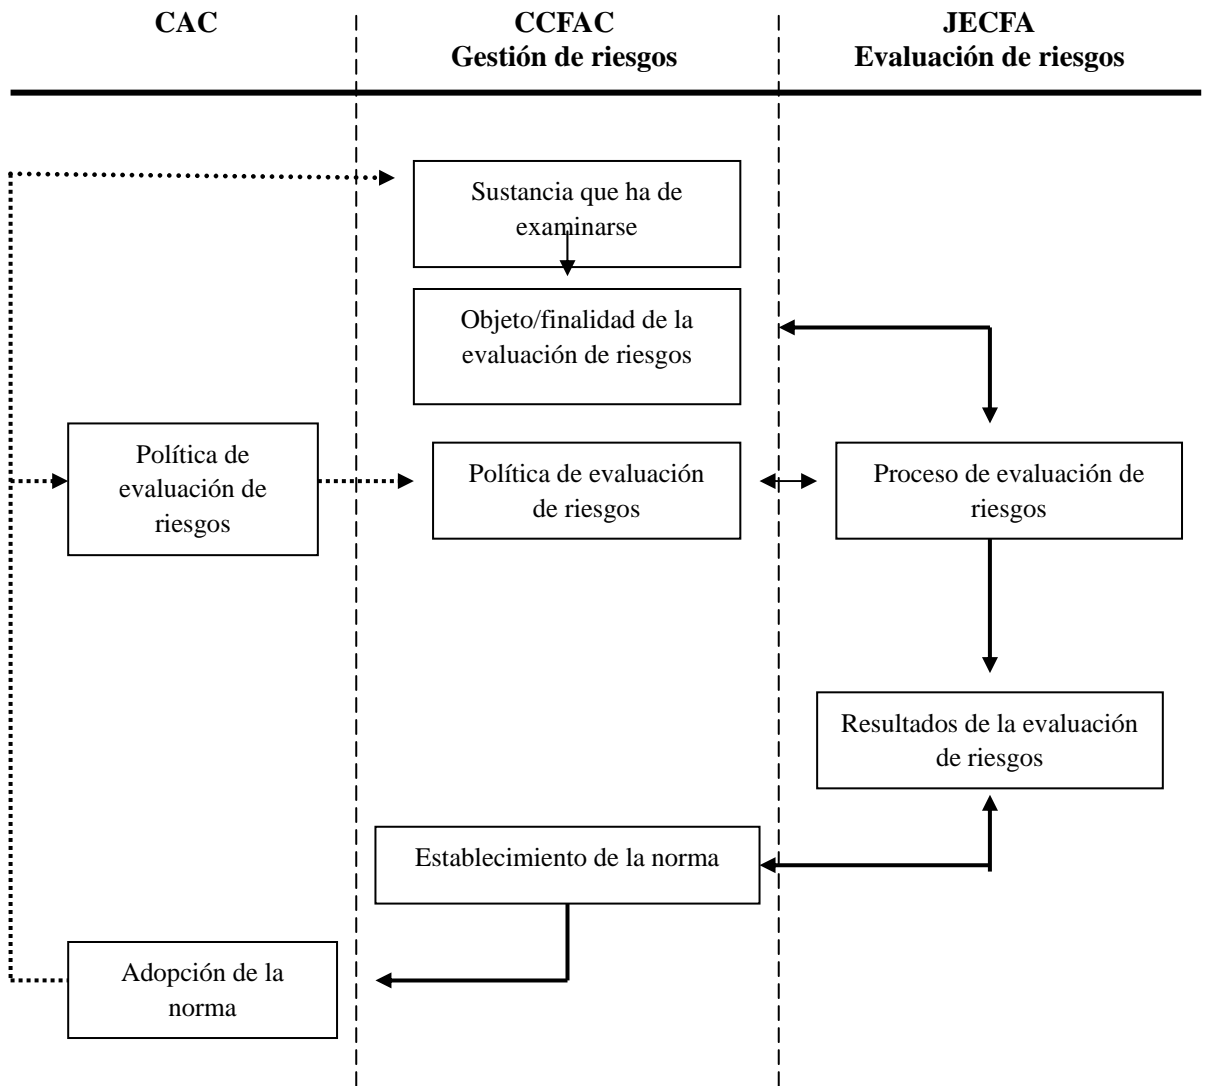 CAC
CCFAC
Gestión de riesgos
JECFA
Evaluación de riesgos
Sustancia que ha de
examinarse
Objeto/finalidad de la
evaluación de riesgos
Política de
evaluación de
riesgos
Política de evaluación
de riesgos
Proceso de evaluación de
riesgos
Resultados de la evaluación
de riesgos
Establecimiento de la norma
Adopción de la
norma